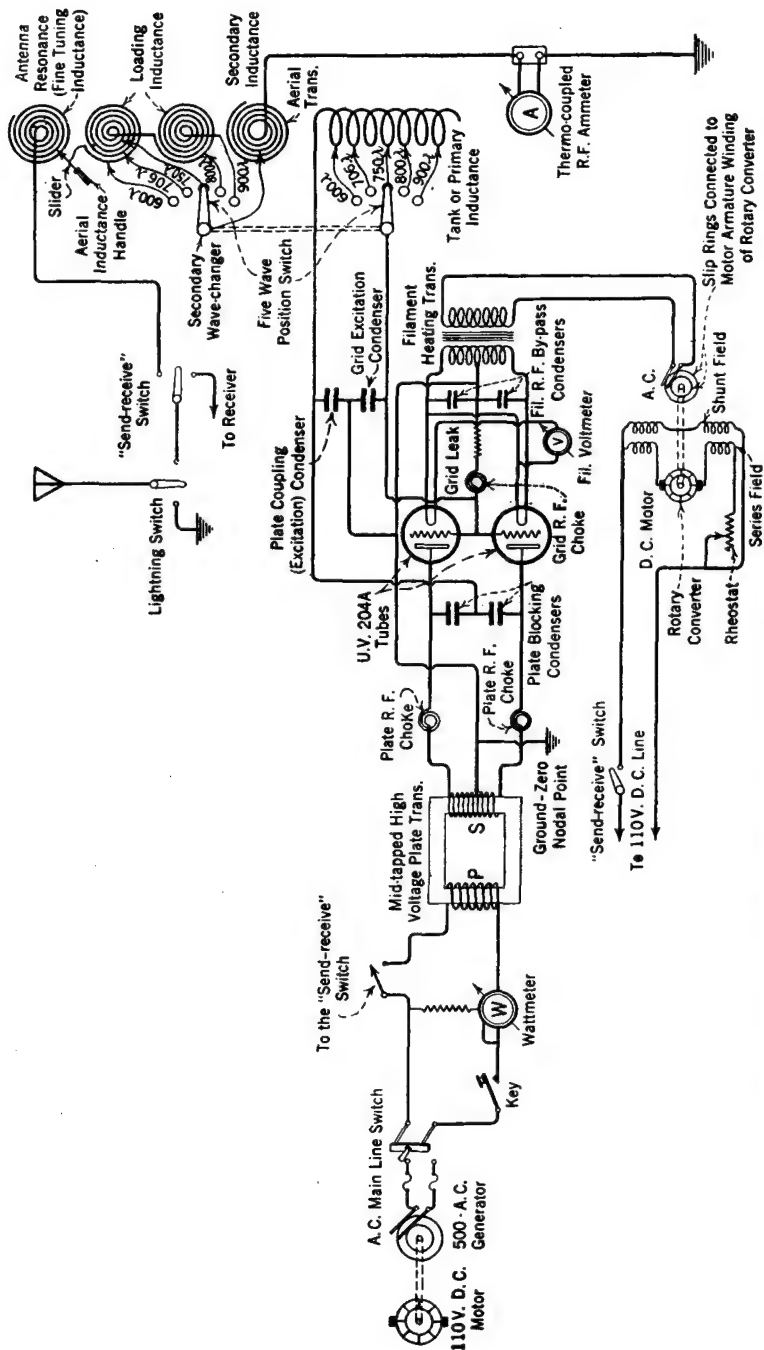 Antenna
Resonance
(Fine Tuning
Inductance)
Slider
Loading
Inductance
Aerial
Inductance
Handle
600λ
706λ
750λ
800λ
900λ
Secondary
Inductance
Aerial
Trans.
Secondary
Wave-changer
Five Wave
Position Switch
"Send-receive"
Switch
To Receiver
Lightning Switch
600λ
706λ
750λ
800λ
900λ
Tank or Primary
Inductance
A
Thermo-coupled
R.F. Ammeter
Plate Coupling
(Excitation) Condenser
Grid Excitation
Condenser
Filament
Heating Trans.
U.V. 204A
Tubes
Grid Leak
Fil. R.F. By-pass
Condensers
V
Fil. Voltmeter
Grid R.F.
Choke
Plate Blocking
Condensers
Plate R. F.
Choke
Plate R. F.
Choke
Mid-tapped High
Voltage Plate Trans.
P
S
Ground-Zero
Nodal Point
To the "Send-receive"
Switch
W
Wattmeter
Key
A.C. Main Line Switch
500-A.C.
Generator
110 V. D.C.
Motor
"Send-receive" Switch
To 110 V. D.C. Line
D.C. Motor
A.C.
Slip Rings Connected to
Motor Armature Winding
of Rotary Converter
Shunt Field
Rotary
Converter
Rheostat
Series Field